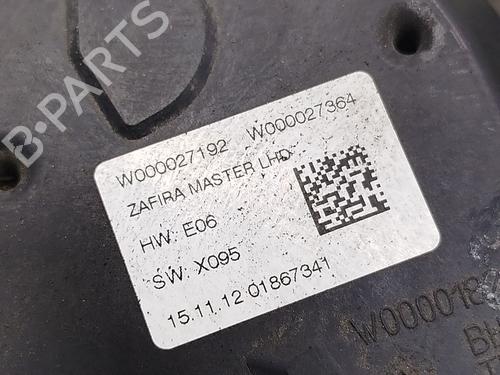 B-PARTS
W000027192 W000027364
ZAFIRA MASTER LHD
HW: E06
SW: X095
15.11.12 01867341